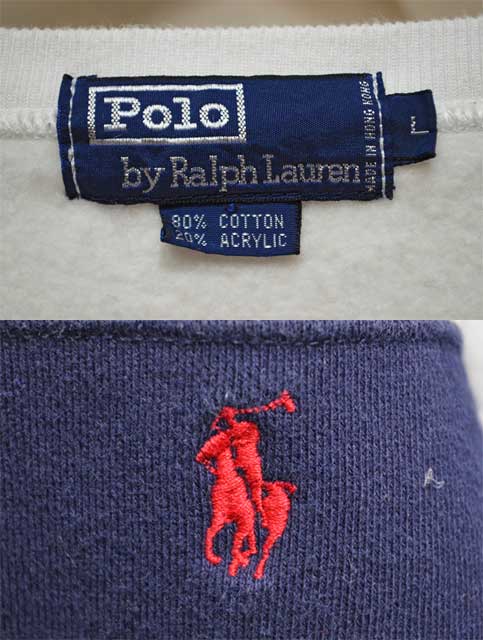 Polo
by Ralph Lauren
MADE IN HONG KONG
L
80% COTTON
20% ACRYLIC